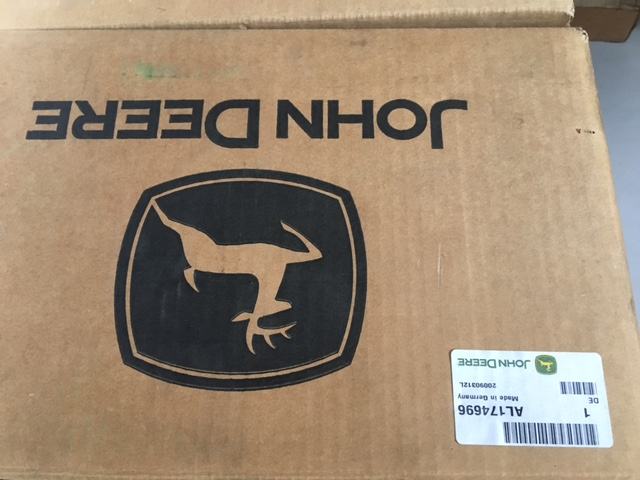 JOHN DEERE
1
AL174696
DE
Made in Germany
20090312L
JOHN DEERE